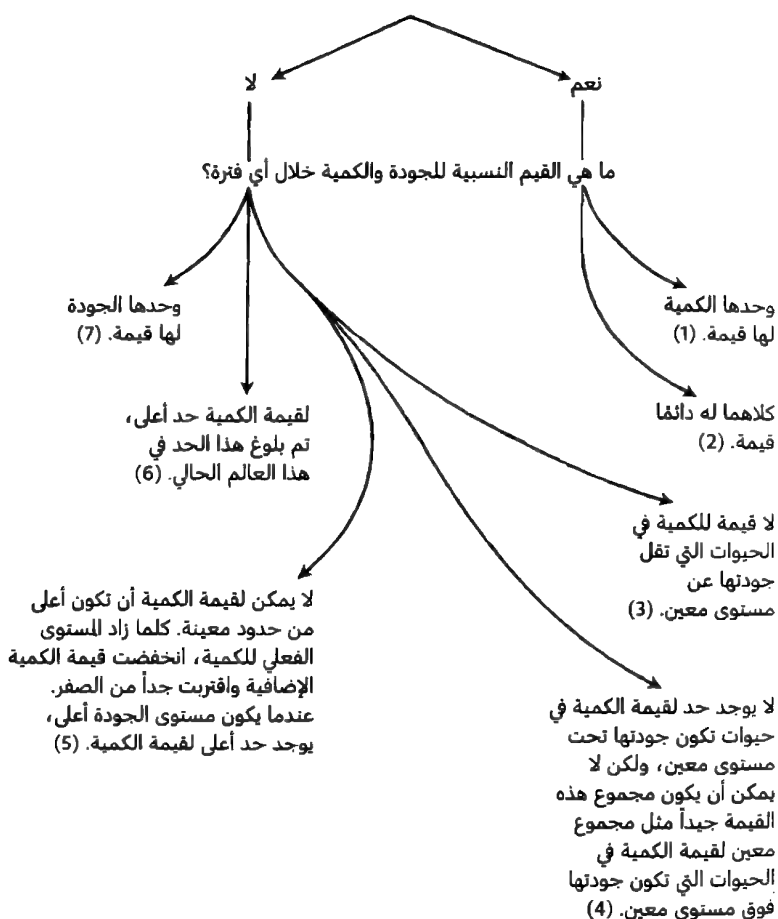 نعم
لا
ما هي القيم النسبية للجودة والكمية خلال أي فترة؟
وحدها الكمية
لها قيمة. (1)
كلاهما له دائمًا
قيمة. (2)
لا قيمة للكمية في
الحيوات التي تقل
جودتها عن
مستوى معين. (3)
لا يوجد حد لقيمة الكمية في
حيوات تكون جودتها تحت
مستوى معين، ولكن لا
يمكن أن يكون مجموع هذه
القيمة جيداً مثل مجموع
معين لقيمة الكمية في
الحيوات التي تكون جودتها
فوق مستوى معين. (4)
لا يمكن لقيمة الكمية أن تكون أعلى
من حدود معينة. كلما زاد المستوى
الفعلي للكمية، انخفضت قيمة الكمية
الإضافية واقتربت جداً من الصفر.
عندما يكون مستوى الجودة أعلى،
يوجد حد أعلى لقيمة الكمية. (5)
لقيمة الكمية حد أعلى،
تم بلوغ هذا الحد في
هذا العالم الحالي. (6)
وحدها الجودة
لها قيمة. (7)